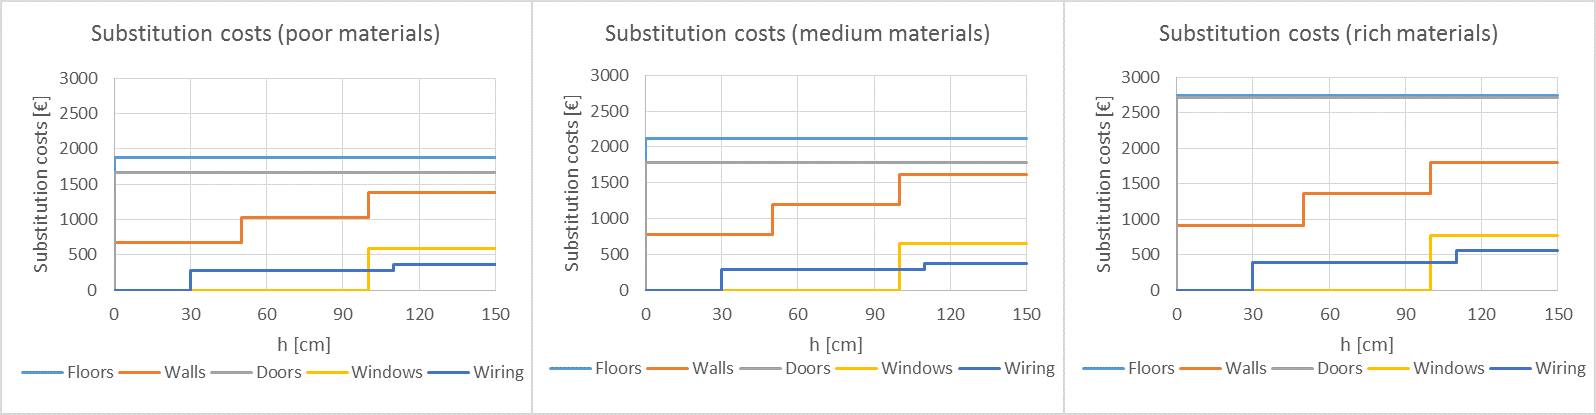 Substitution costs (poor materials)
Substitution costs [€]
3000
2500
2000
1500
1000
500
0
0 30 60 90 120 150
h [cm]
Floors Walls Doors Windows Wiring
Substitution costs (medium materials)
Substitution costs [€]
3000
2500
2000
1500
1000
500
0
0 30 60 90 120 150
h [cm]
Floors Walls Doors Windows Wiring
Substitution costs (rich materials)
Substitution costs [€]
3000
2500
2000
1500
1000
500
0
0 30 60 90 120 150
h [cm]
Floors Walls Doors Windows Wiring